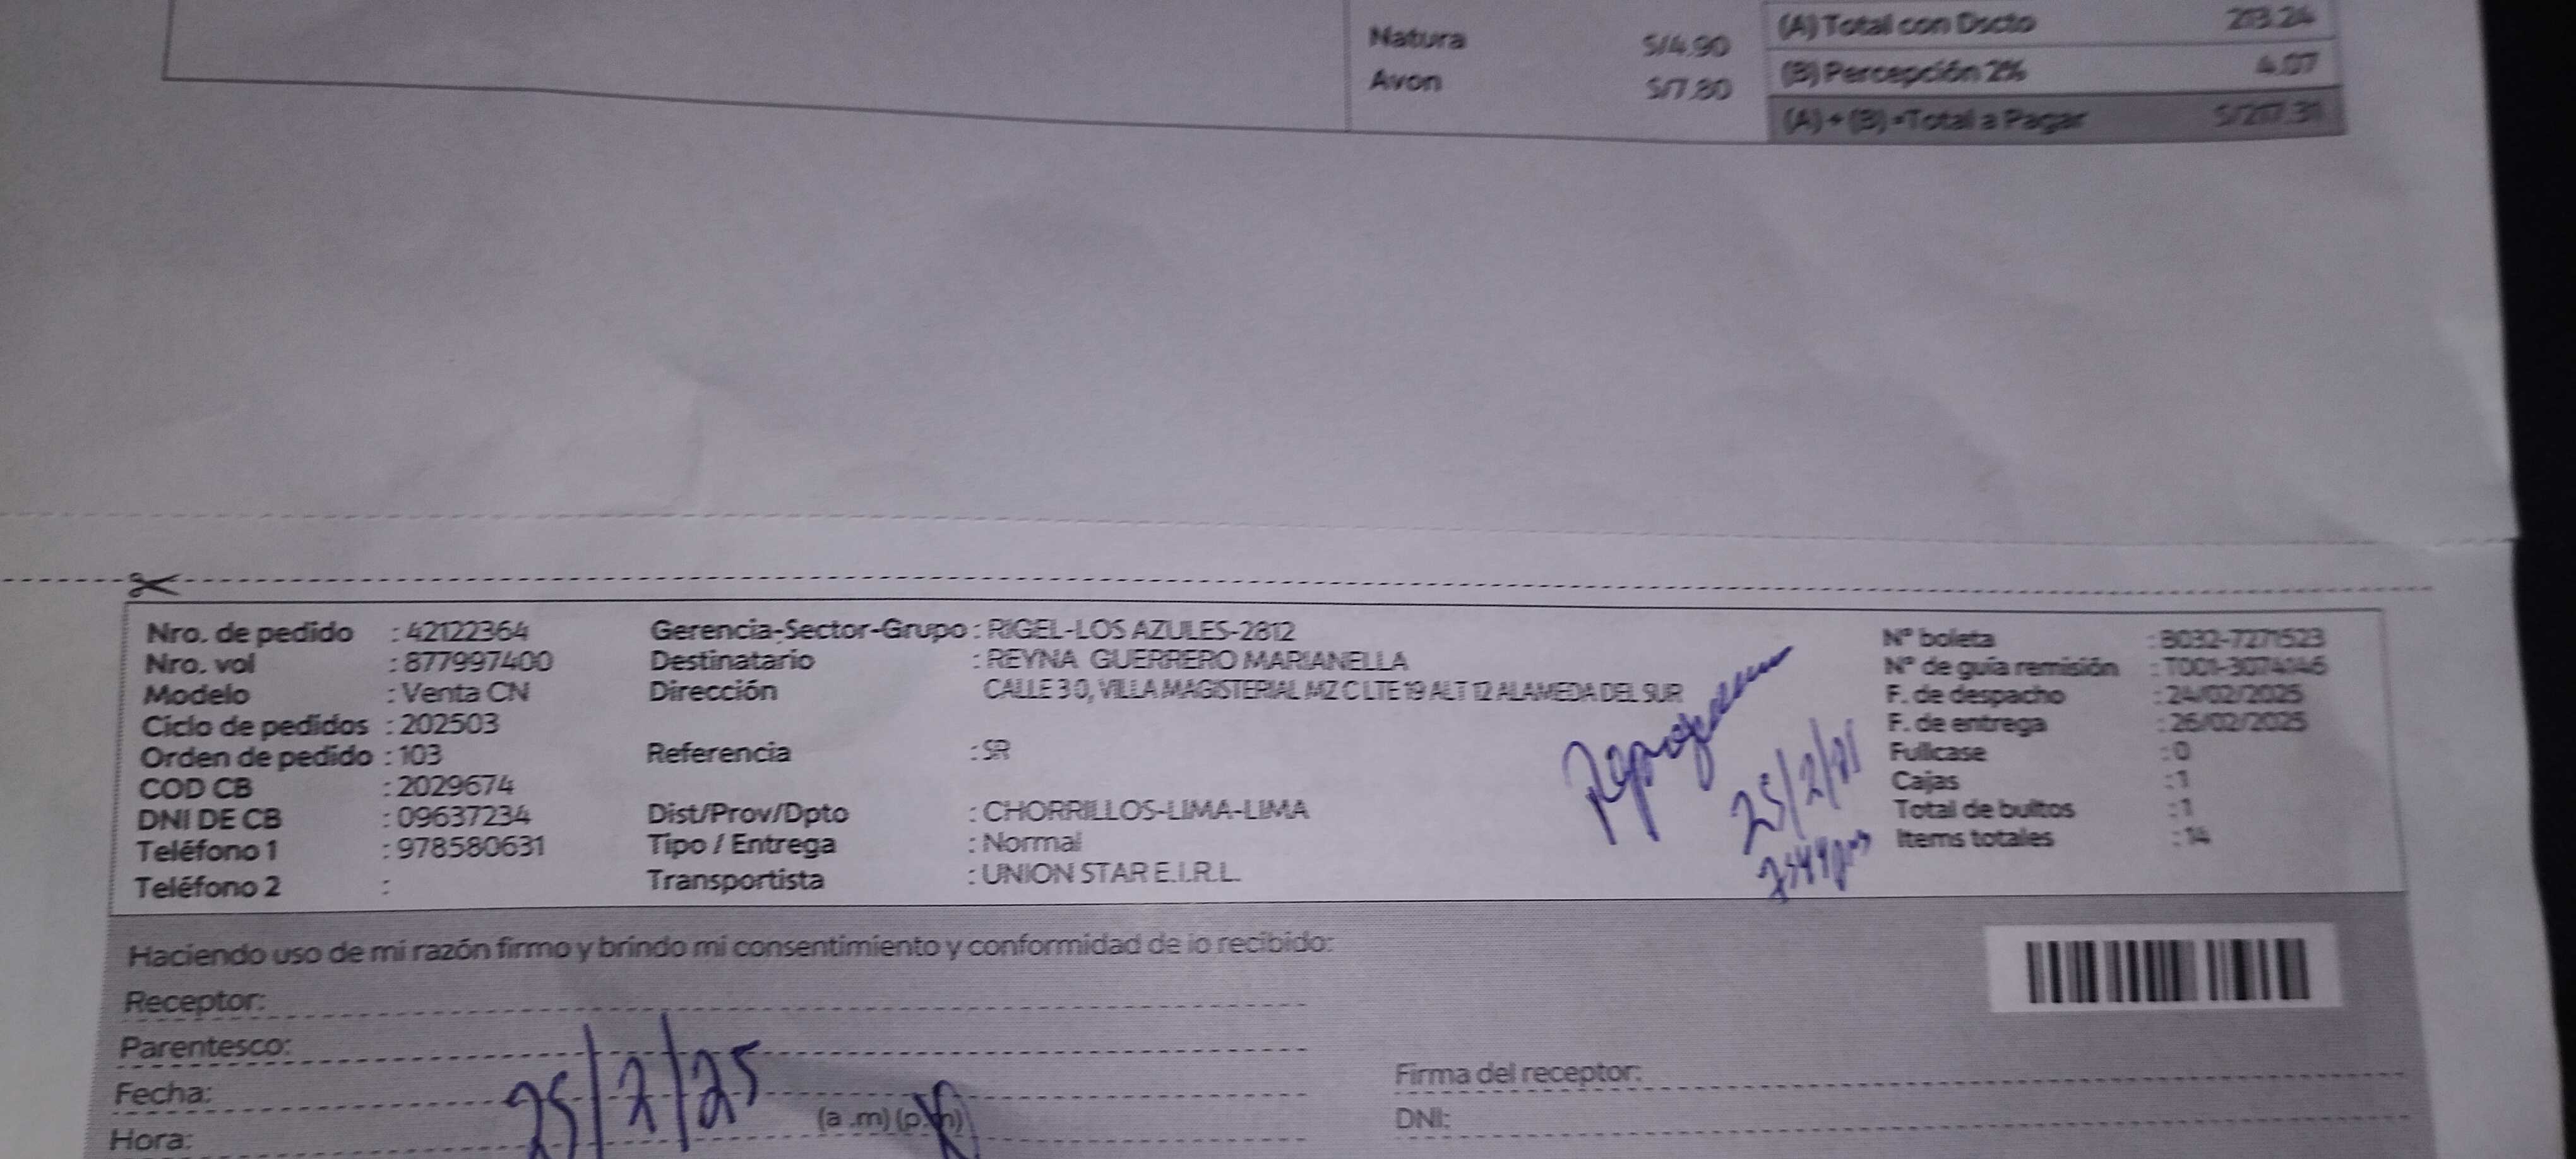 Natura S/4.90
Avon S/7.80
(A) Total con Dscto 213.24
(B) Percepción 2% 4.07
(A) + (B) =Total a Pagar S/217.31
Nro. de pedido : 42122364
Nro. vol : 877997400
Modelo : Venta CN
Ciclo de pedidos : 202503
Orden de pedido : 103
COD CB : 2029674
DNI DE CB : 09637234
Teléfono 1 : 978580631
Teléfono 2 :
Gerencia-Sector-Grupo : RIGEL-LOS AZULES-2812
Destinatario : REYNA GUERRERO MARIANELLA
Dirección CALLE 3 0, VILLA MAGISTERIAL MZ C LTE 19 ALT 12 ALAMEDA DEL SUR
Referencia : SR
Dist/Prov/Dpto : CHORRILLOS-LIMA-LIMA
Tipo / Entrega : Normal
Transportista : UNION STAR E.I.R.L.
N° boleta : B032-7271523
N° de guía remisión : T001-3074146
F. de despacho : 24/02/2025
F. de entrega : 26/02/2025
Fullcase : 0
Cajas : 1
Total de bultos : 1
Items totales : 14
Haciendo uso de mi razón firmo y brindo mi consentimiento y conformidad de lo recibido:
Receptor:
Parentesco:
Fecha: 25/2/25
Hora: (a .m) (p.m)
Firma del receptor:
DNI: